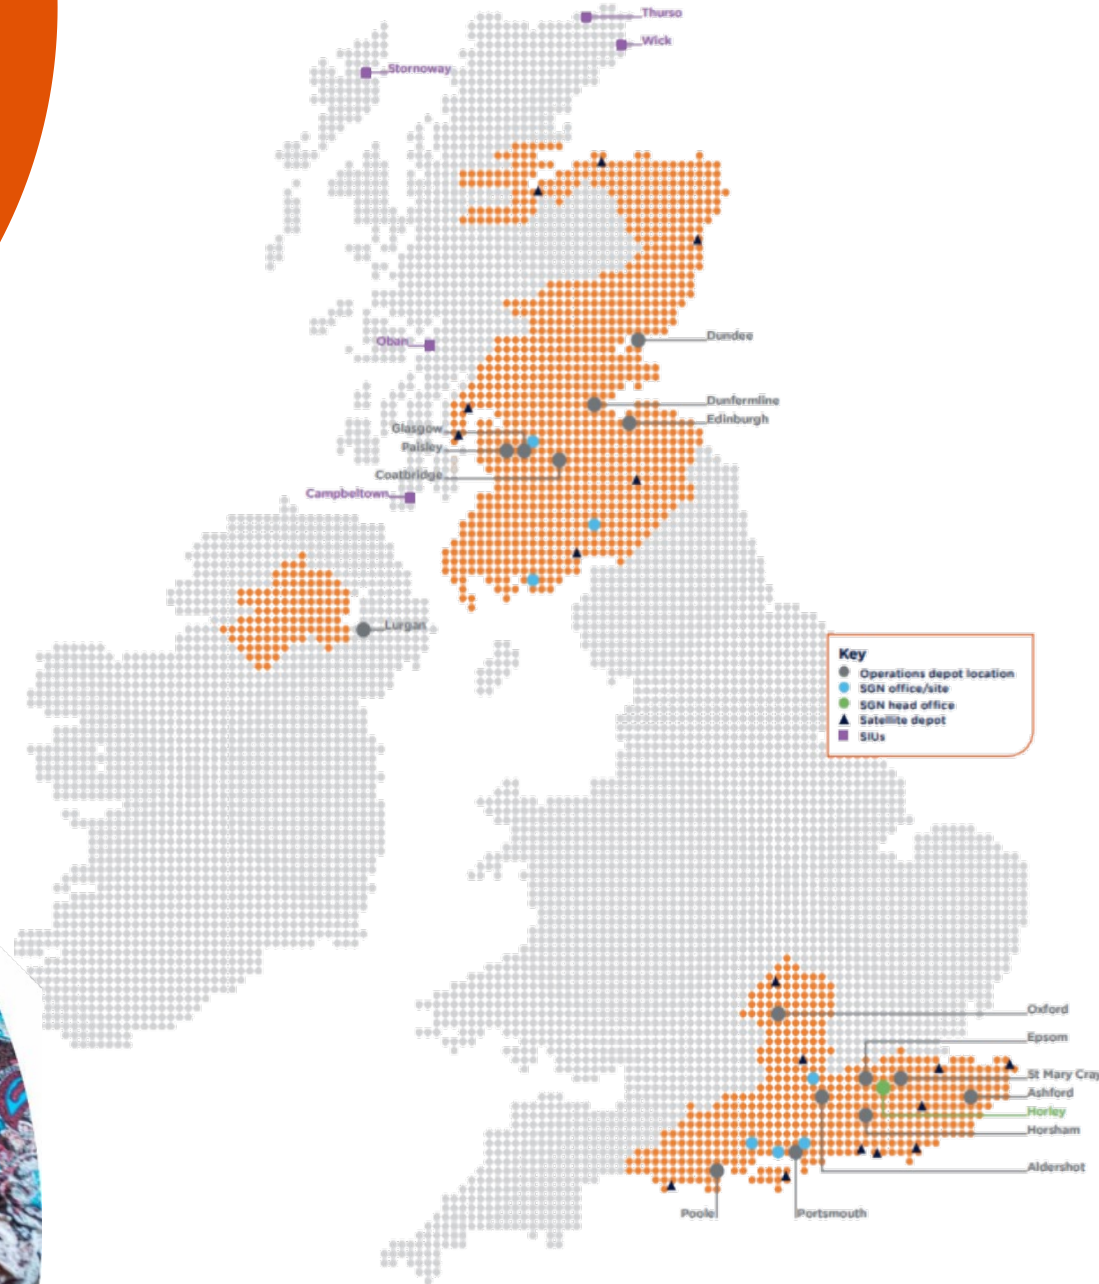 Thurso
Wick
Stornoway
Dundee
Oban
Dunfermline
Edinburgh
Glasgow
Paisley
Coatbridge
Campbeltown
Lurgan
Key
Operations depot location
SGN office/site
SGN head office
Satellite depot
SIUs
Oxford
Epsom
St Mary Cray
Ashford
Horley
Horsham
Aldershot
Poole
Portsmouth